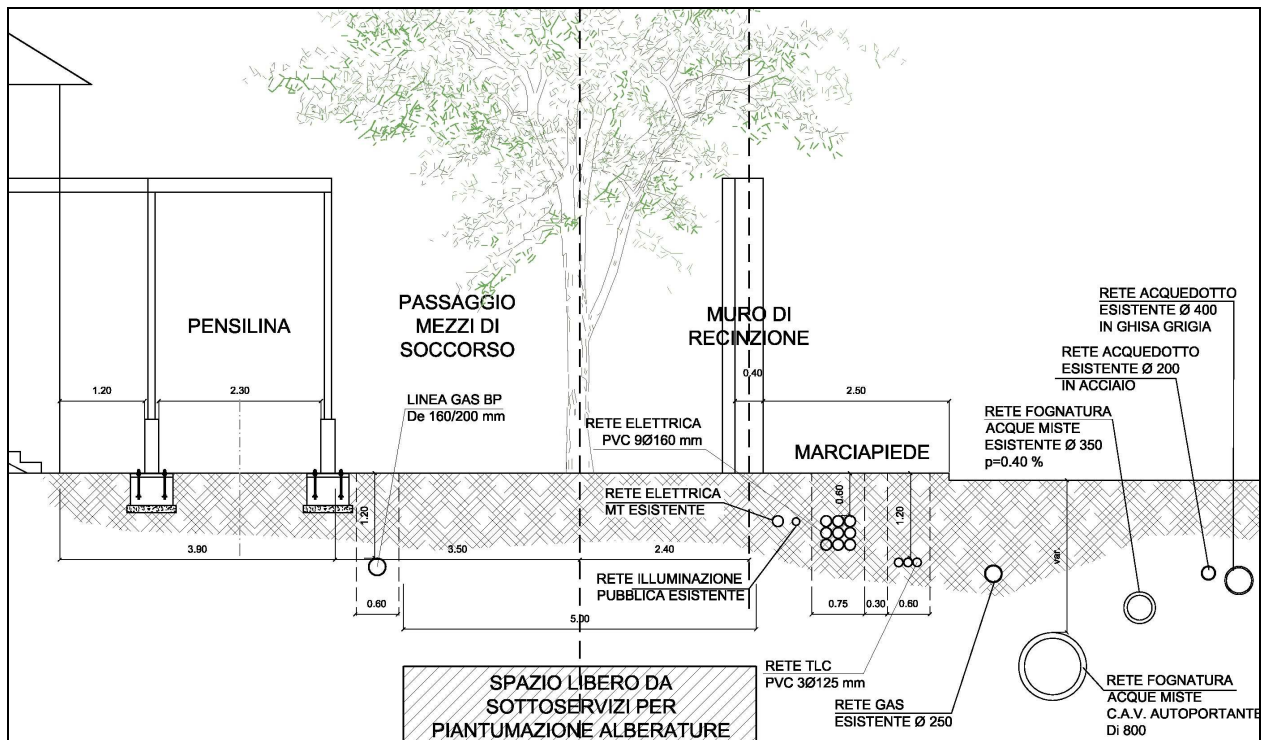 PENSILINA
PASSAGGIO
MEZZI DI
SOCCORSO
MURO DI
RECINZIONE
0.40
1.20
2.30
2.50
LINEA GAS BP
De 160/200 mm
RETE ELETTRICA
PVC 9Ø160 mm
MARCIAPIEDE
RETE ACQUEDOTTO
ESISTENTE Ø 400
IN GHISA GRIGIA
RETE ACQUEDOTTO
ESISTENTE Ø 200
IN ACCIAIO
RETE FOGNATURA
ACQUE MISTE
ESISTENTE Ø 350
p=0.40 %
RETE ELETTRICA
MT ESISTENTE
1.20
0.60
1.20
var.
3.90
3.50
2.40
RETE ILLUMINAZIONE
PUBBLICA ESISTENTE
0.60
0.75
0.30
0.60
5.00
SPAZIO LIBERO DA
SOTTOSERVIZI PER
PIANTUMAZIONE ALBERATURE
RETE TLC
PVC 3Ø125 mm
RETE GAS
ESISTENTE Ø 250
RETE FOGNATURA
ACQUE MISTE
C.A.V. AUTOPORTANTE
Di 800